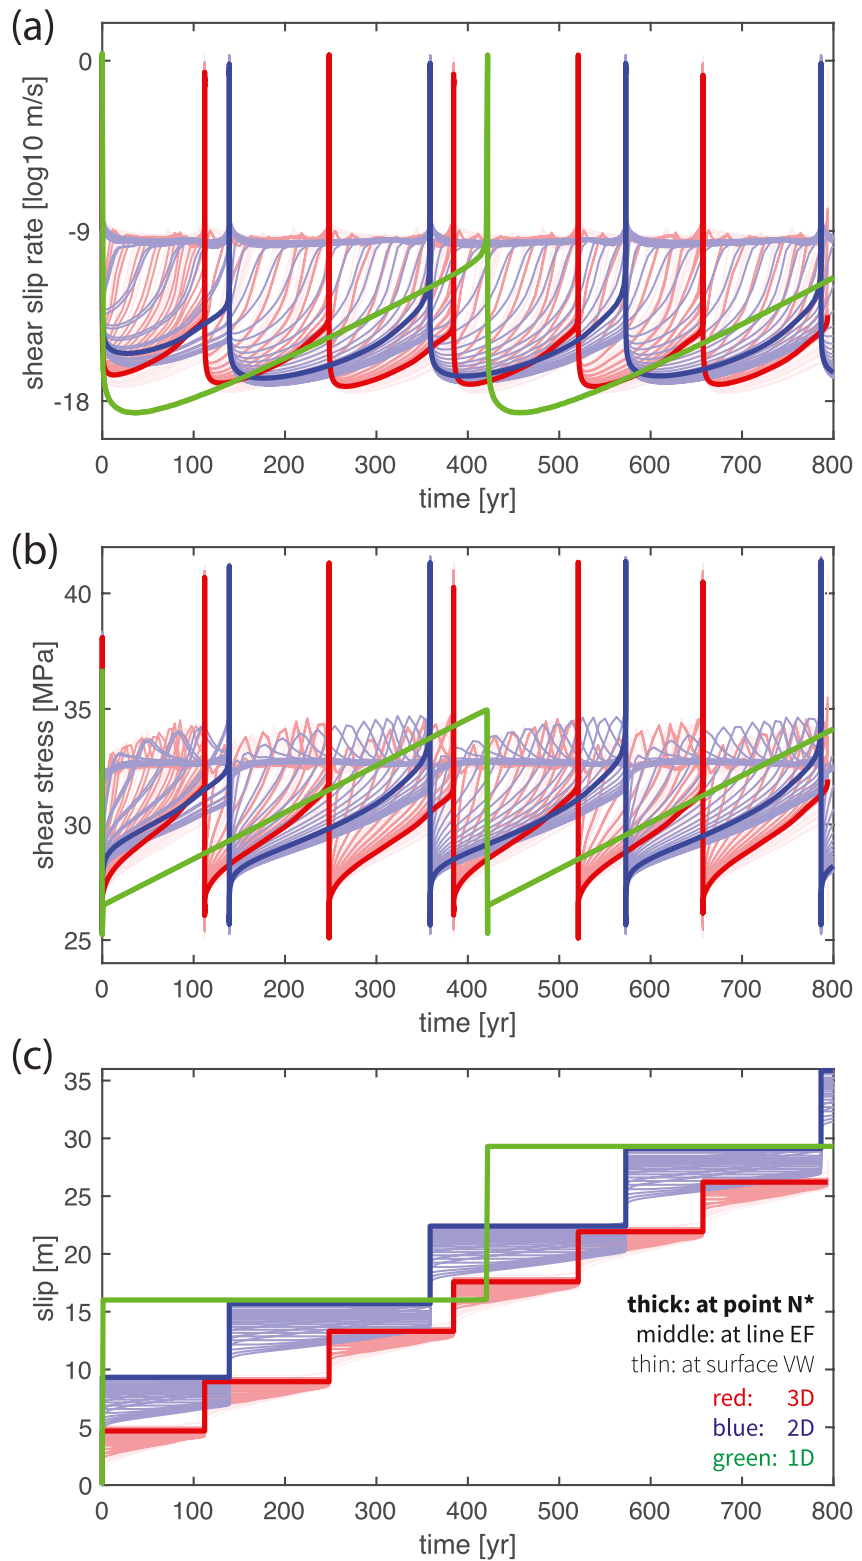 (a)
shear slip rate [log10 m/s]
0
-9
-18
0 100 200 300 400 500 600 700 800
time [yr]
(b)
shear stress [MPa]
40
35
30
25
0 100 200 300 400 500 600 700 800
time [yr]
(c)
slip [m]
35
30
25
20
15
10
5
0
thick: at point N*
middle: at line EF
thin: at surface VW
red: 3D
blue: 2D
green: 1D
0 100 200 300 400 500 600 700 800
time [yr]